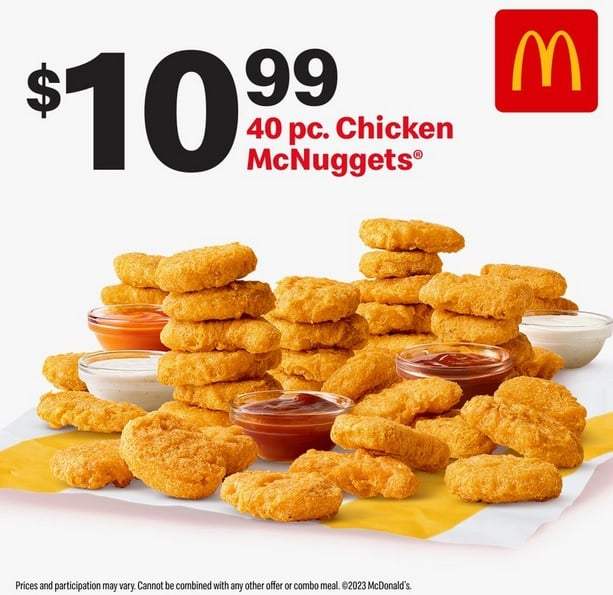 $10.99
40 pc. Chicken
McNuggets®
Prices and participation may vary. Cannot be combined with any other offer or combo meal. ©2023 McDonald's.